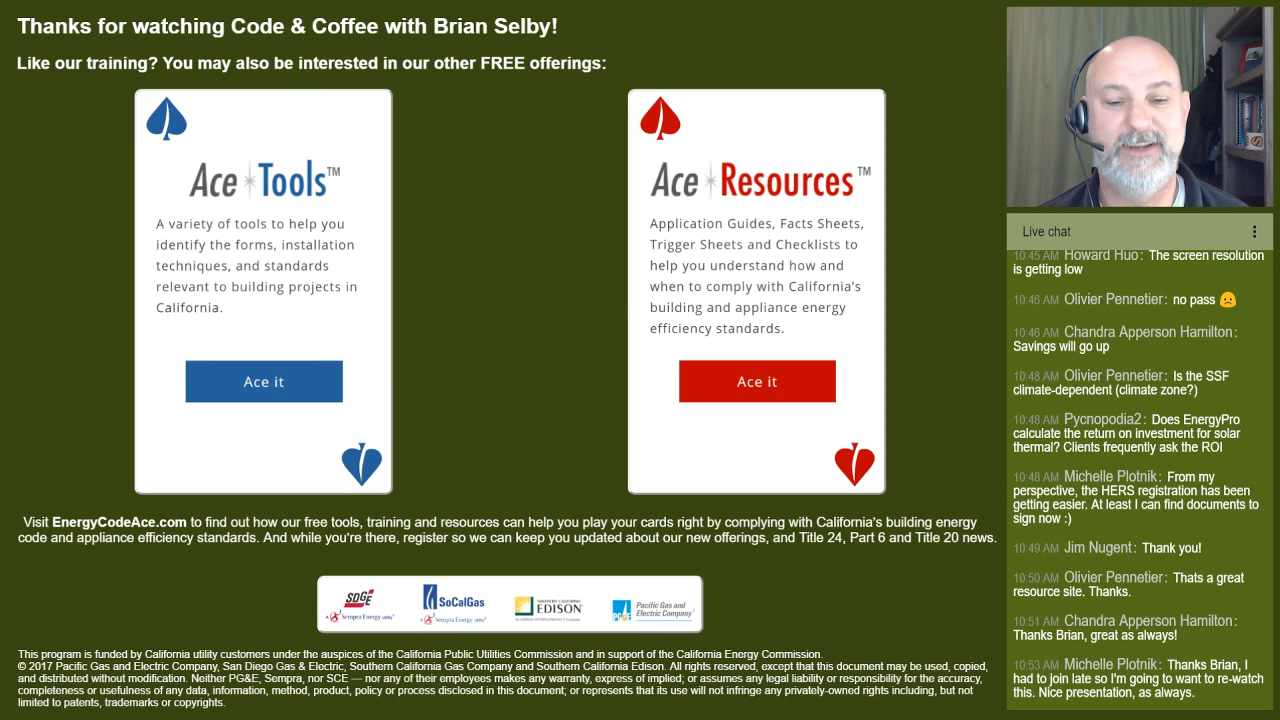 Thanks for watching Code & Coffee with Brian Selby!
Like our training? You may also be interested in our other FREE offerings:
Ace Tools™
A variety of tools to help you
identify the forms, installation
techniques, and standards
relevant to building projects in
California.
Ace it
Ace Resources™
Application Guides, Facts Sheets,
Trigger Sheets and Checklists to
help you understand how and
when to comply with California's
building and appliance energy
efficiency standards.
Ace it
Visit EnergyCodeAce.com to find out how our free tools, training and resources can help you play your cards right by complying with California's building energy
code and appliance efficiency standards. And while you're there, register so we can keep you updated about our new offerings, and Title 24, Part 6 and Title 20 news.
SDGE
A Sempra Energy utility®
SoCalGas
A Sempra Energy utility®
SOUTHERN CALIFORNIA
EDISON®
AN EDISON INTERNATIONAL® Company
PG&E
Pacific Gas and
Electric Company®
This program is funded by California utility customers under the auspices of the California Public Utilities Commission and in support of the California Energy Commission.
© 2017 Pacific Gas and Electric Company, San Diego Gas & Electric, Southern California Gas Company and Southern California Edison. All rights reserved, except that this document may be used, copied,
and distributed without modification. Neither PG&E, Sempra, nor SCE — nor any of their employees makes any warranty, express of implied; or assumes any legal liability or responsibility for the accuracy,
completeness or usefulness of any data, information, method, product, policy or process disclosed in this document; or represents that its use will not infringe any privately-owned rights including, but not
limited to patents, trademarks or copyrights.
Live chat
10:45 AM Howard Huo: The screen resolution
is getting low
10:46 AM Olivier Pennetier: no pass 🙁
10:46 AM Chandra Apperson Hamilton:
Savings will go up
10:48 AM Olivier Pennetier: Is the SSF
climate-dependent (climate zone?)
10:48 AM Pycnopodia2: Does EnergyPro
calculate the return on investment for solar
thermal? Clients frequently ask the ROI
10:48 AM Michelle Plotnik: From my
perspective, the HERS registration has been
getting easier. At least I can find documents to
sign now :)
10:49 AM Jim Nugent: Thank you!
10:50 AM Olivier Pennetier: Thats a great
resource site. Thanks.
10:51 AM Chandra Apperson Hamilton:
Thanks Brian, great as always!
10:53 AM Michelle Plotnik: Thanks Brian, I
had to join late so I'm going to want to re-watch
this. Nice presentation, as always.